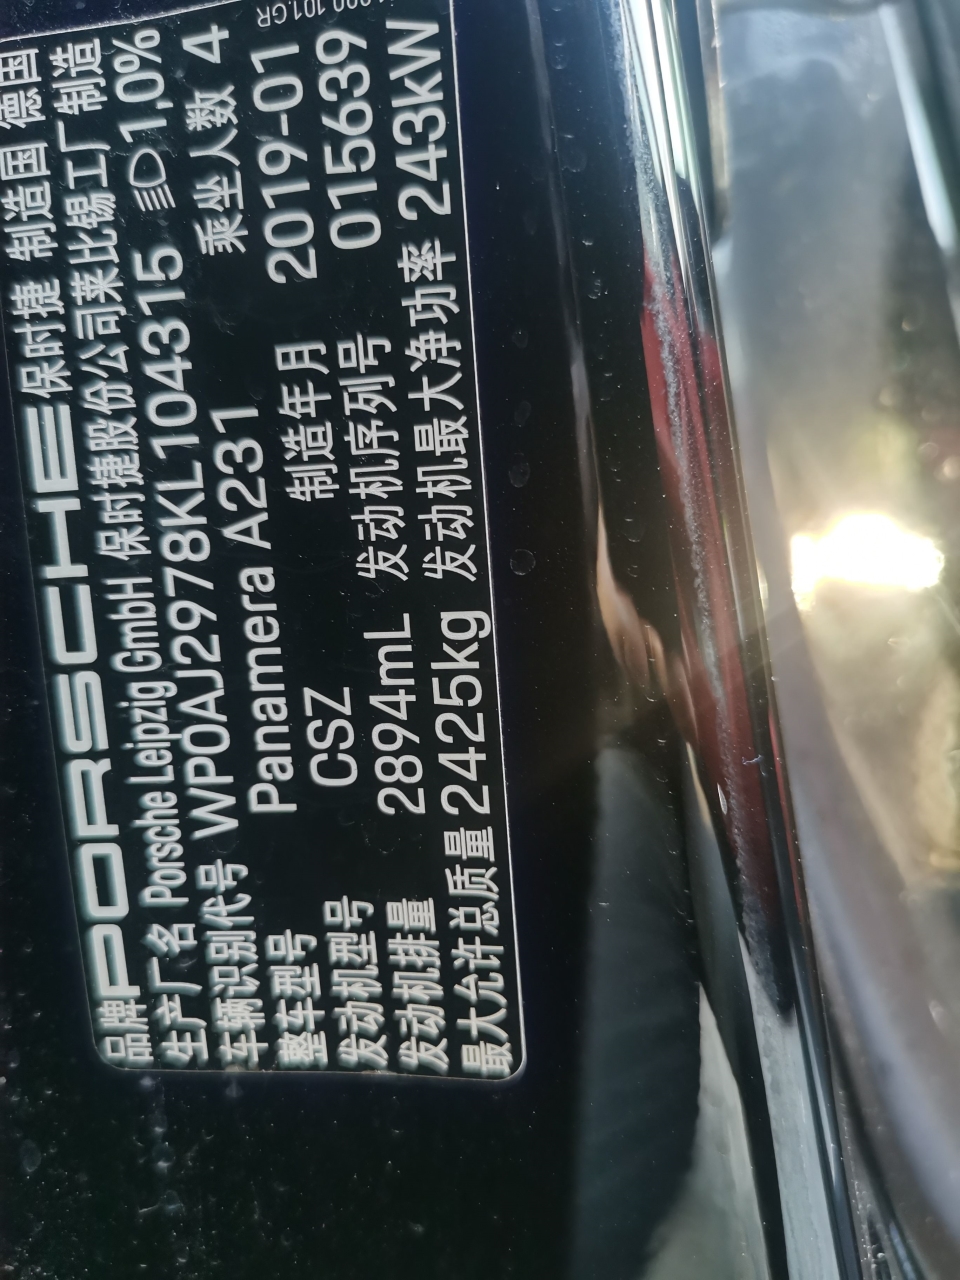 品牌 PORSCHE 保时捷 制造国 德国
生产厂名 Porsche Leipzig GmbH 保时捷股份公司莱比锡工厂制造
车辆识别代号 WP0AJ2978KL104315 1,0%
整车型号 Panamera A231 乘坐人数 4
发动机型号 CSZ 制造年月 2019-01
发动机排量 2894mL 发动机序列号 015639
最大允许总质量 2425kg 发动机最大净功率 243kW
.101.GR